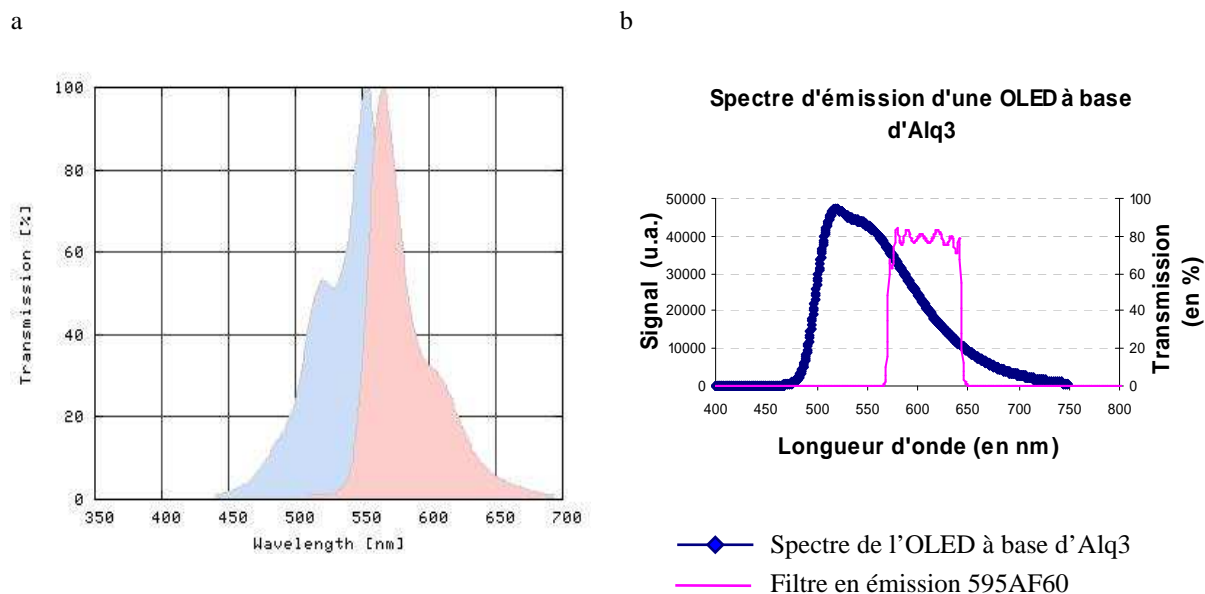 a
b
100
80
60
40
20
0
Transmission [%]
350 400 450 500 550 600 650 700
Wavelength [nm]
Spectre d'émission d'une OLED à base
d'Alq3
50000
40000
30000
20000
10000
0
Signal (u.a.)
100
80
60
40
20
0
Transmission
(en %)
400 450 500 550 600 650 700 750 800
Longueur d'onde (en nm)
Spectre de l'OLED à base d'Alq3
Filtre en émission 595AF60